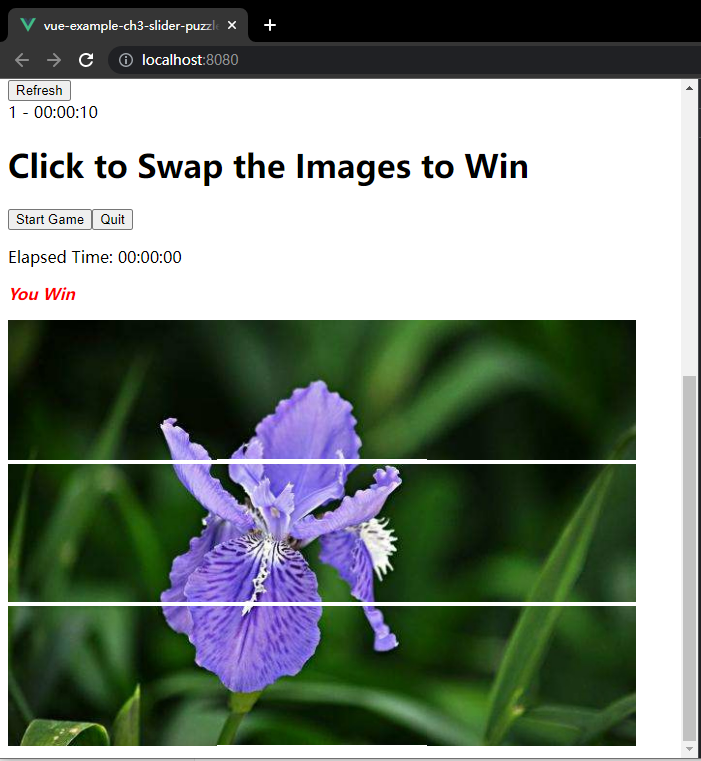 vue-example-ch3-slider-puzzl
localhost:8080
Refresh
1 - 00:00:10
Click to Swap the Images to Win
Start Game Quit
Elapsed Time: 00:00:00
You Win